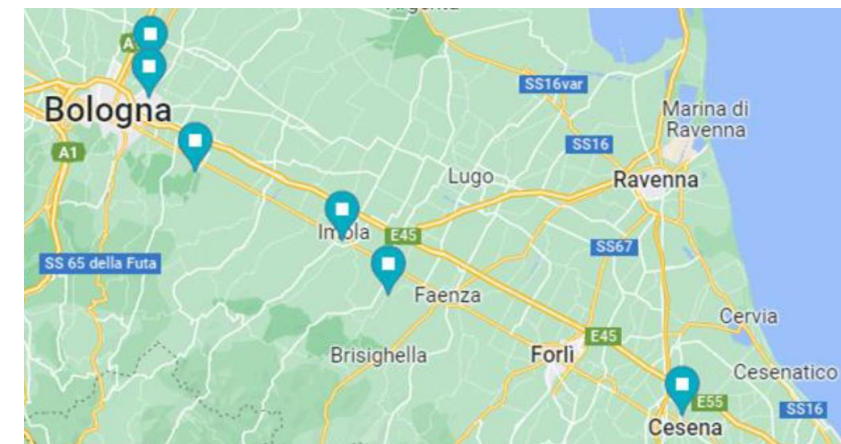 A1
Bologna
A1
SS 65 della Futa
Imola
E45
Lugo
SS16var
SS16
Marina di
Ravenna
Ravenna
SS67
Faenza
Brisighella
Forlì
E45
Cervia
Cesenatico
E55
SS16
Cesena